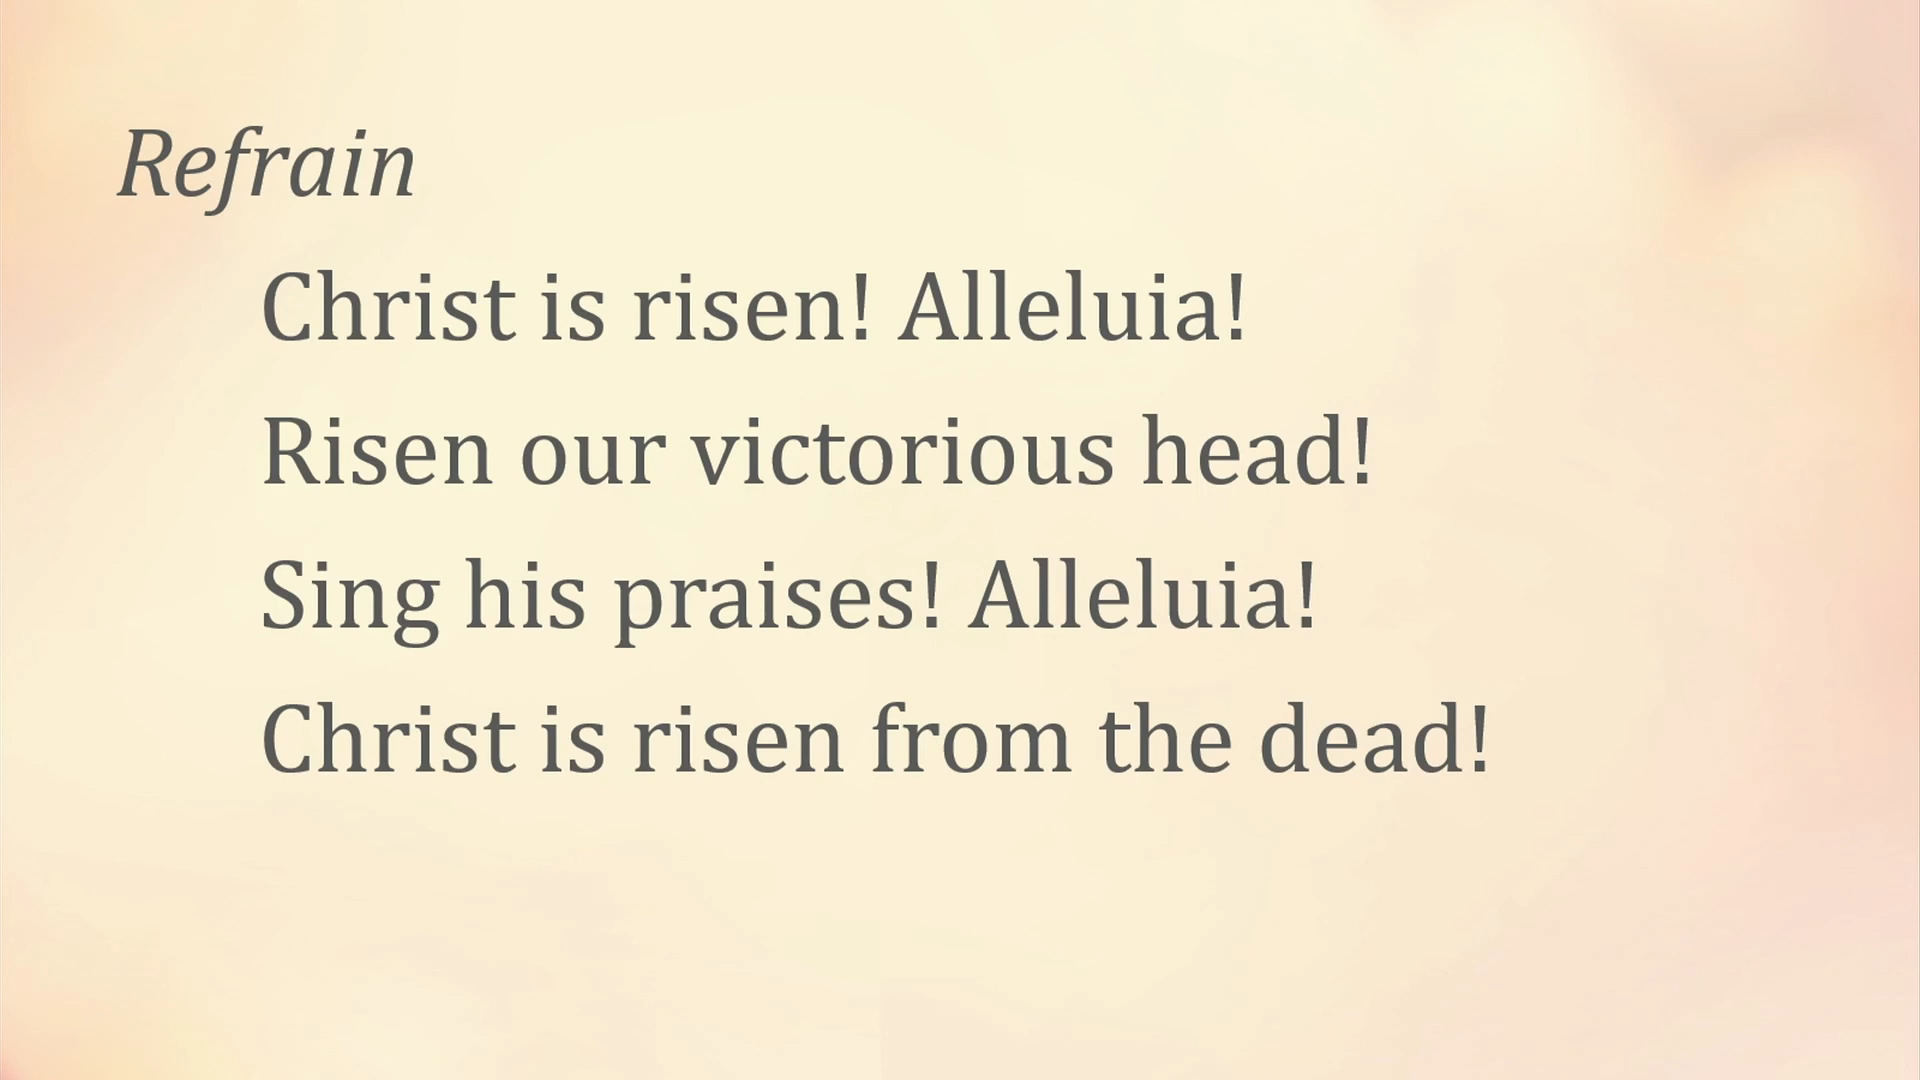 Refrain
Christ is risen! Alleluia!
Risen our victorious head!
Sing his praises! Alleluia!
Christ is risen from the dead!